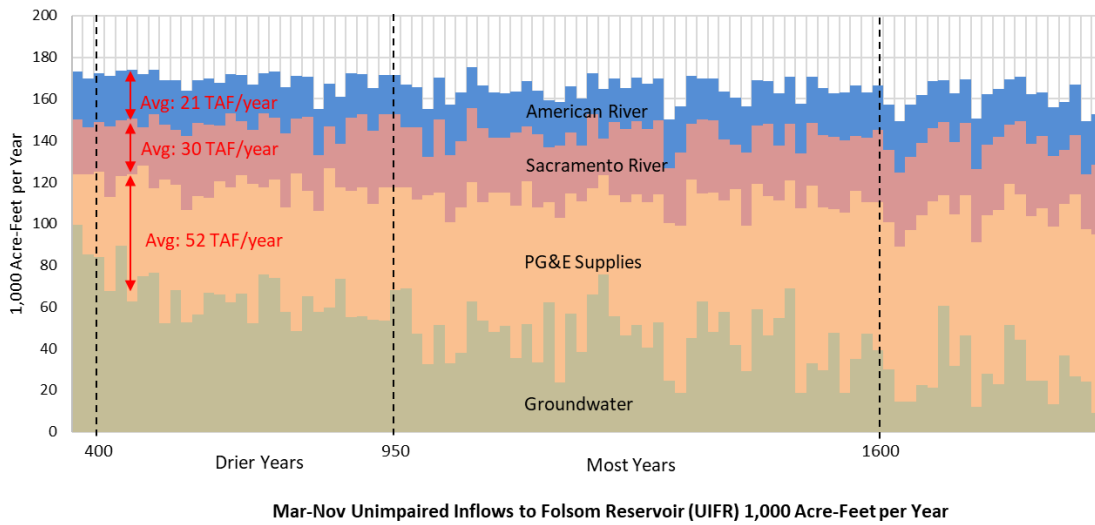 200
180
160
140
120
100
80
60
40
20
0
1,000 Acre-Feet per Year
Avg: 21 TAF/year
Avg: 30 TAF/year
Avg: 52 TAF/year
American River
Sacramento River
PG&E Supplies
Groundwater
400
950
1600
Drier Years
Most Years
Mar-Nov Unimpaired Inflows to Folsom Reservoir (UIFR) 1,000 Acre-Feet per Year